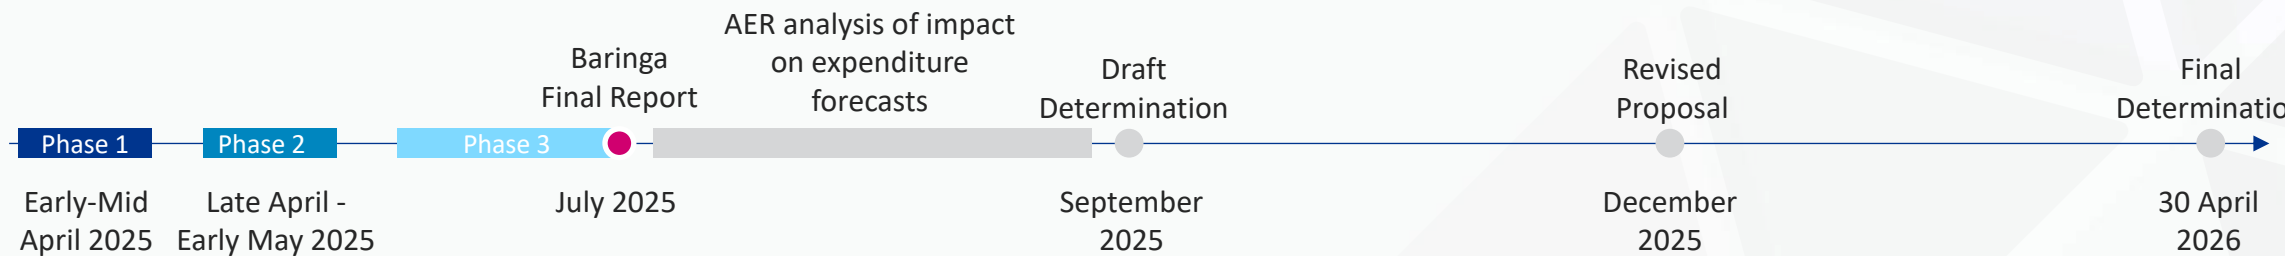 AER analysis of impact
on expenditure
forecasts
Baringa
Final Report
Draft
Determination
Revised
Proposal
Final
Determinatio
Phase 1
Phase 2
Phase 3
Early-Mid
April 2025
Late April -
Early May 2025
July 2025
September
2025
December
2025
30 April
2026